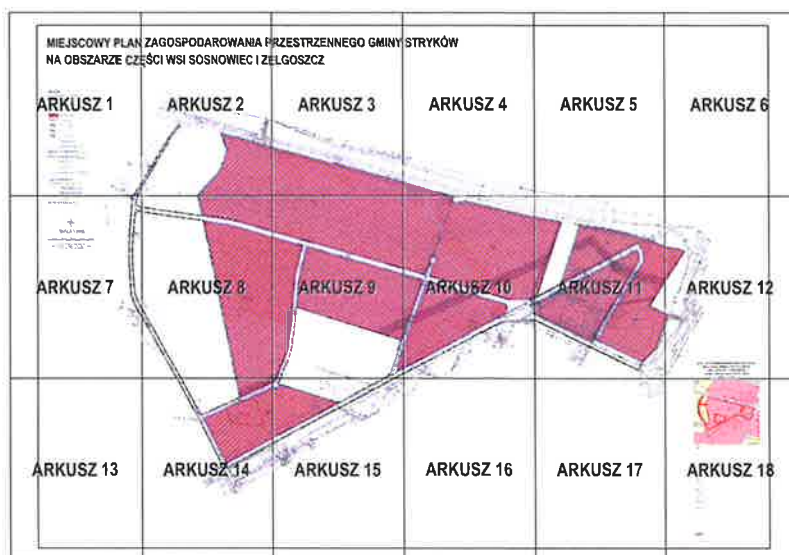 MIEJSCOWY PLAN ZAGOSPODAROWANIA PRZESTRZENNEGO GMINY STRYKÓW
NA OBSZARZE CZĘŚCI WSI SOSNOWIEC I ZELGOSZCZ
ARKUSZ 1
ARKUSZ 2
ARKUSZ 3
ARKUSZ 4
ARKUSZ 5
ARKUSZ 6
ARKUSZ 7
ARKUSZ 8
ARKUSZ 9
ARKUSZ 10
ARKUSZ 11
ARKUSZ 12
ARKUSZ 13
ARKUSZ 14
ARKUSZ 15
ARKUSZ 16
ARKUSZ 17
ARKUSZ 18